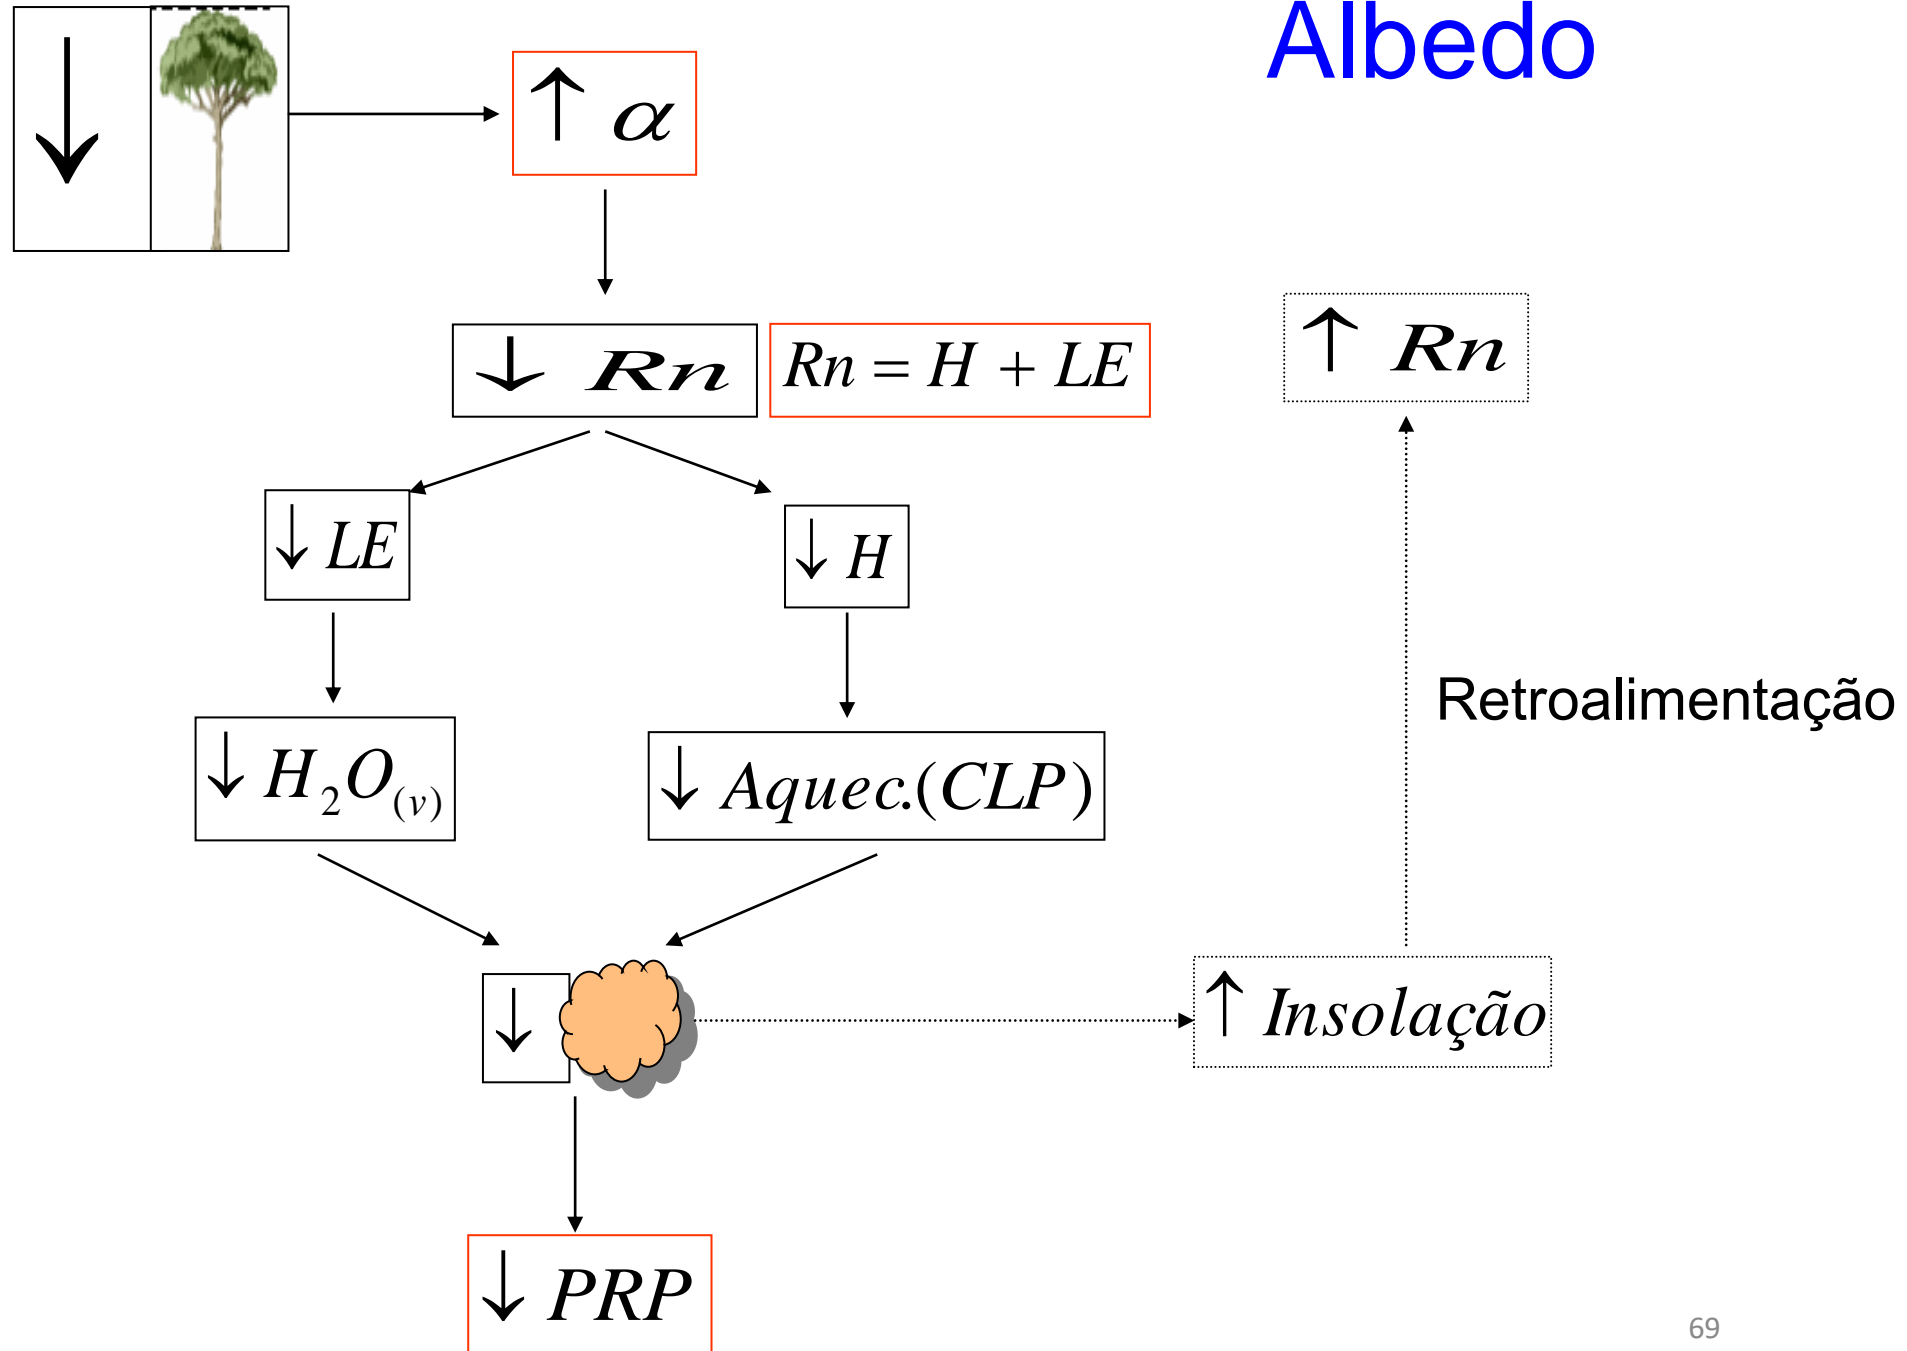 Albedo
↑ α
↓ Rn
Rn = H + LE
↑ Rn
↓ LE
↓ H
Retroalimentação
↓ H₂O₍ᵥ₎
↓ Aquec.(CLP)
↓
↑ Insolação
↓ PRP
69